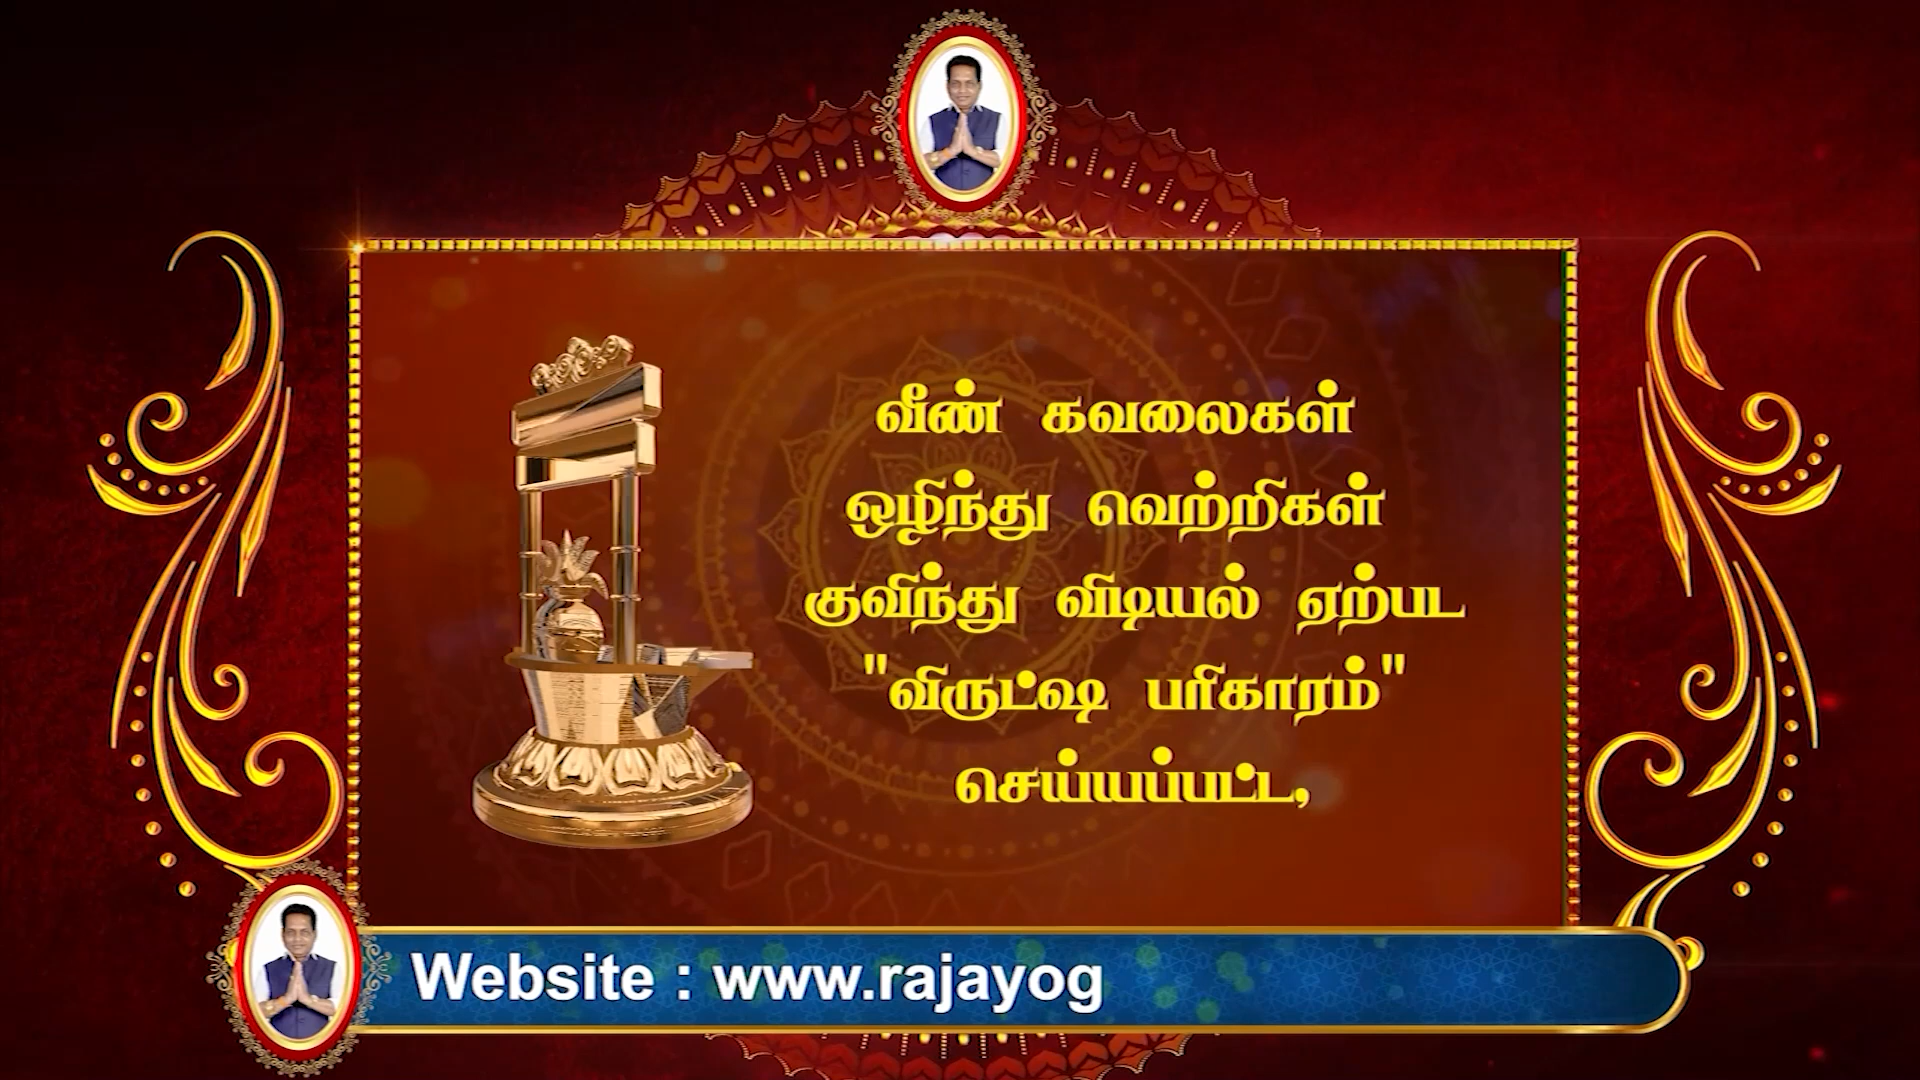 வீண் கவலைகள்
ஒழிந்து வெற்றிகள்
குவிந்து விடியல் ஏற்பட
"விருட்ஷ பரிகாரம்"
செய்யப்பட்ட,
Website : www.rajayog